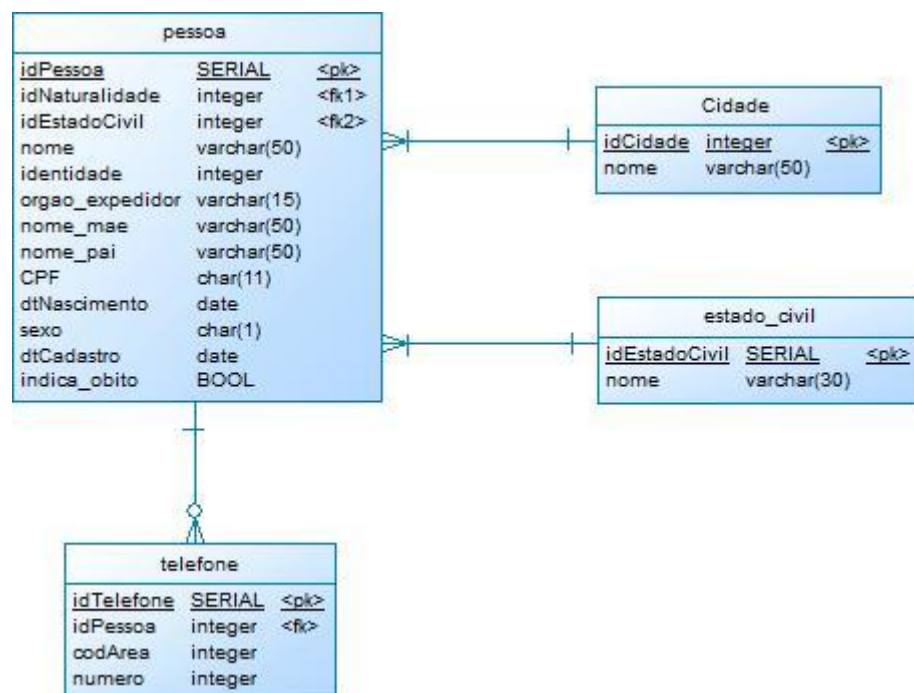 pessoa
idPessoa SERIAL <pk>
idNaturalidade integer <fk1>
idEstadoCivil integer <fk2>
nome varchar(50)
identidade integer
orgao_expedidor varchar(15)
nome_mae varchar(50)
nome_pai varchar(50)
CPF char(11)
dtNascimento date
sexo char(1)
dtCadastro date
indica_obito BOOL
Cidade
idCidade integer <pk>
nome varchar(50)
estado_civil
idEstadoCivil SERIAL <pk>
nome varchar(30)
telefone
idTelefone SERIAL <pk>
idPessoa integer <fk>
codArea integer
numero integer